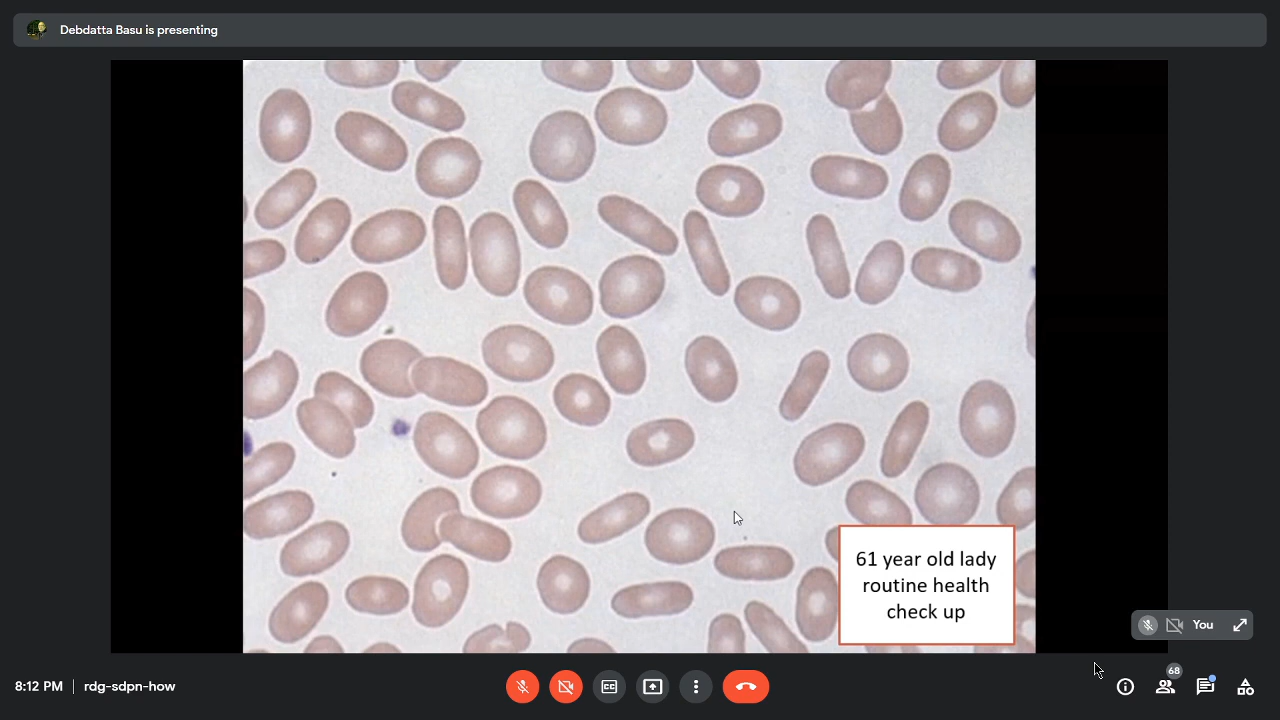 Debdatta Basu is presenting
61 year old lady
routine health
check up
You
8:12 PM | rdg-sdpn-how
CC
68